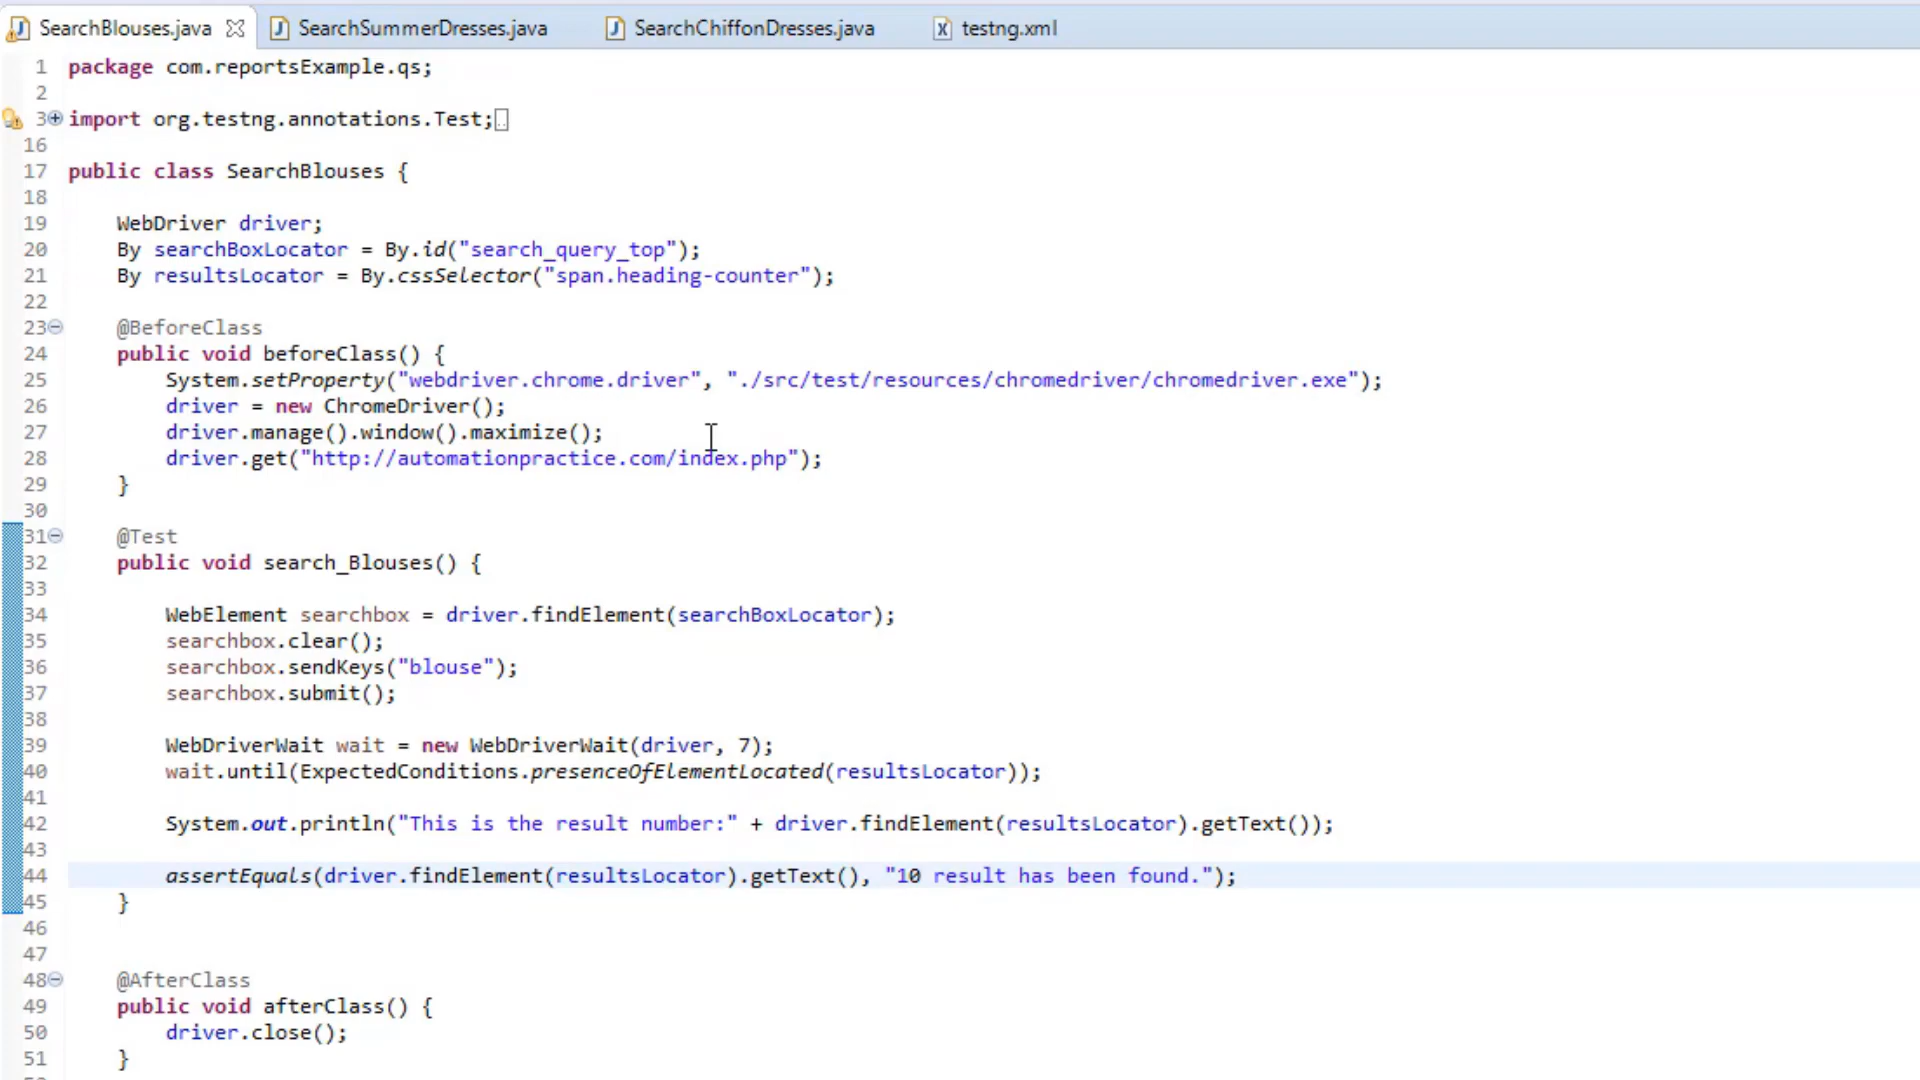 SearchBlouses.java SearchSummerDresses.java SearchChiffonDresses.java testng.xml
1 package com.reportsExample.qs;
2
3 import org.testng.annotations.Test;
16
17 public class SearchBlouses {
18
19 WebDriver driver;
20 By searchBoxLocator = By.id("search_query_top");
21 By resultsLocator = By.cssSelector("span.heading-counter");
22
23 @BeforeClass
24 public void beforeClass() {
25 System.setProperty("webdriver.chrome.driver", "./src/test/resources/chromedriver/chromedriver.exe");
26 driver = new ChromeDriver();
27 driver.manage().window().maximize();
28 driver.get("http://automationpractice.com/index.php");
29 }
30
31 @Test
32 public void search_Blouses() {
33
34 WebElement searchbox = driver.findElement(searchBoxLocator);
35 searchbox.clear();
36 searchbox.sendKeys("blouse");
37 searchbox.submit();
38
39 WebDriverWait wait = new WebDriverWait(driver, 7);
40 wait.until(ExpectedConditions.presenceOfElementLocated(resultsLocator));
41
42 System.out.println("This is the result number:" + driver.findElement(resultsLocator).getText());
43
44 assertEquals(driver.findElement(resultsLocator).getText(), "10 result has been found.");
45 }
46
47
48 @AfterClass
49 public void afterClass() {
50 driver.close();
51 }